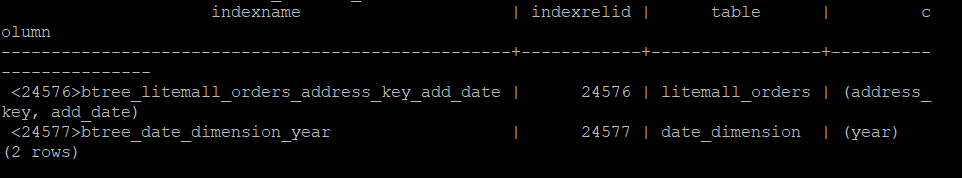 indexname | indexrelid | table | c
olumn
-------------------------------------------------+------------+----------------+----------
---------------
<24576>btree_litemall_orders_address_key_add_date | 24576 | litemall_orders | (address_
key, add_date)
<24577>btree_date_dimension_year | 24577 | date_dimension | (year)
(2 rows)